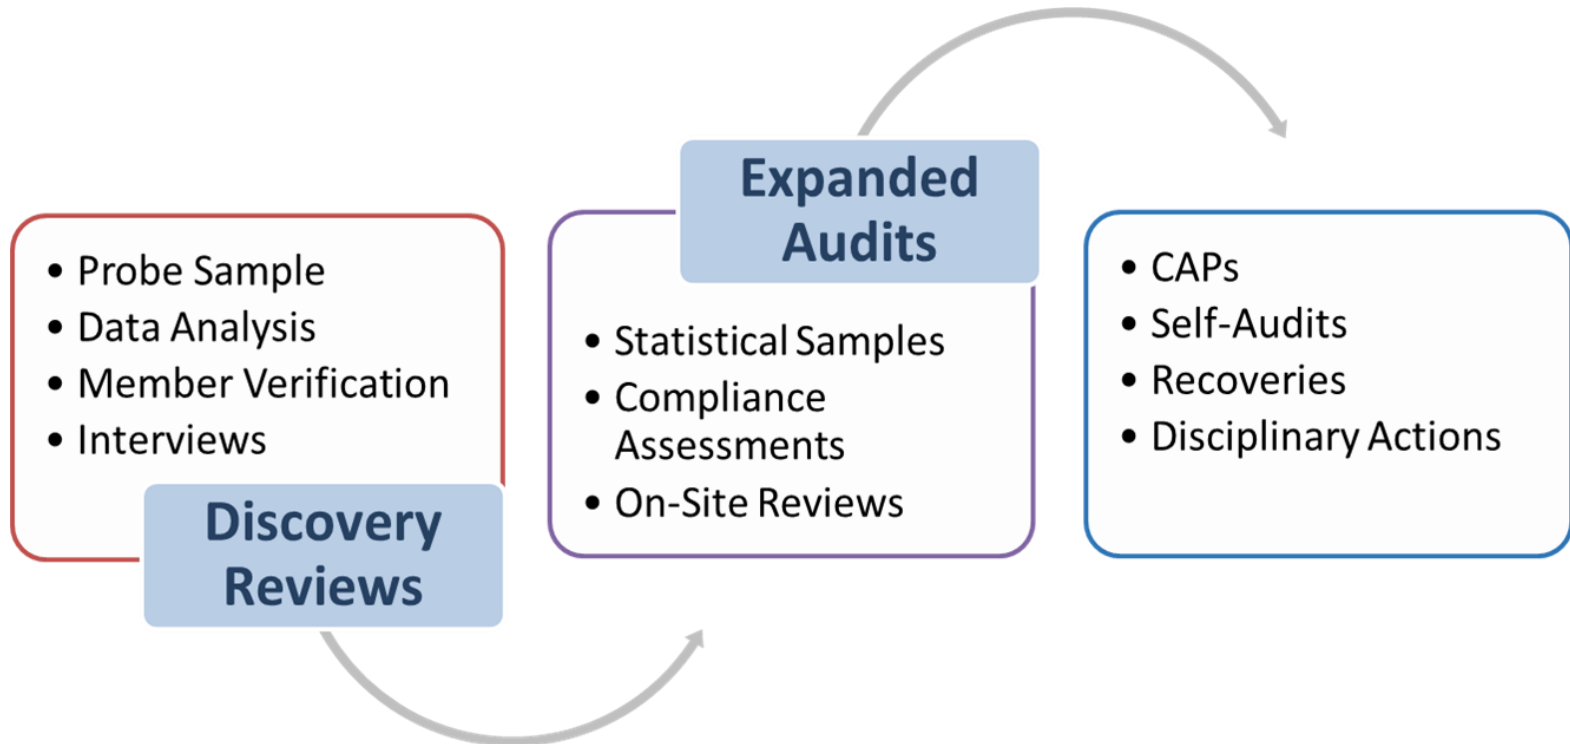 • Probe Sample
• Data Analysis
• Member Verification
• Interviews
Discovery
Reviews
Expanded
Audits
• Statistical Samples
• Compliance
Assessments
• On-Site Reviews
• CAPs
• Self-Audits
• Recoveries
• Disciplinary Actions